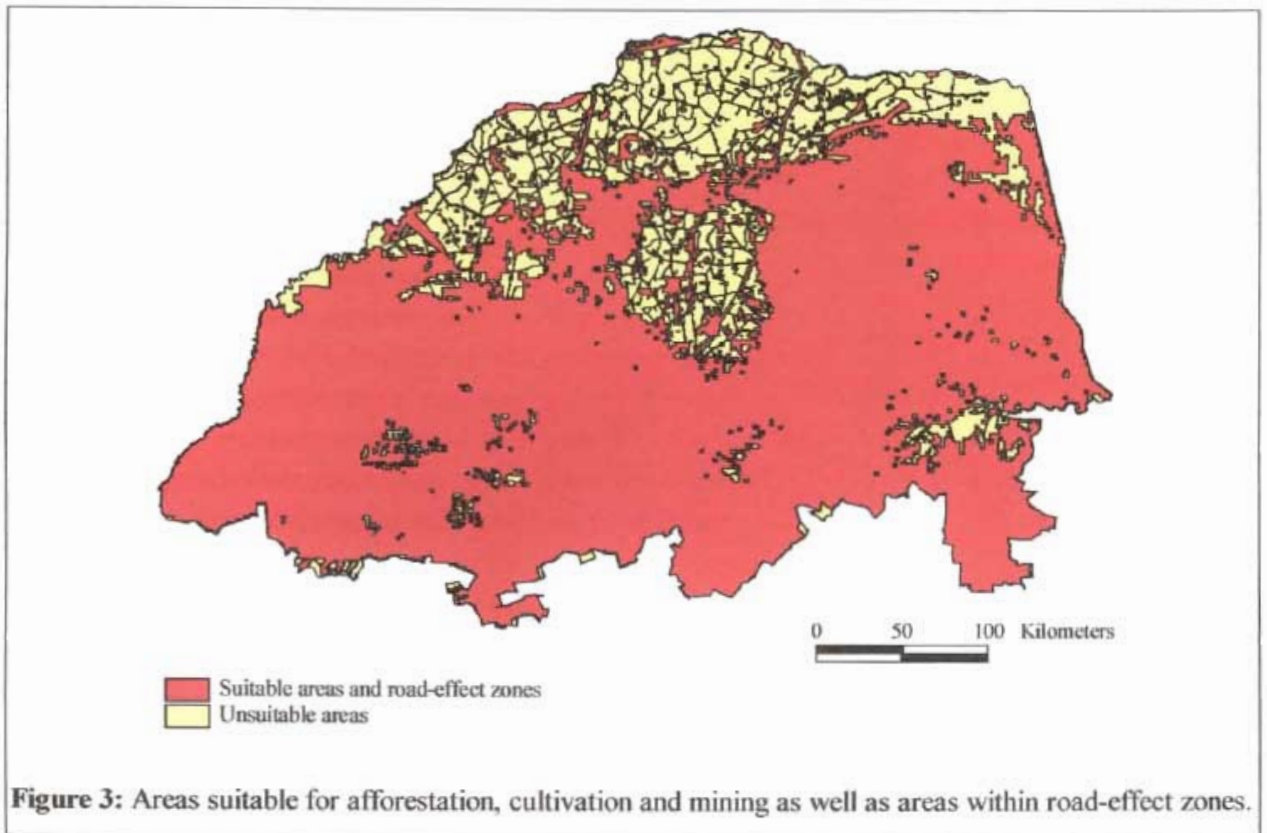 0 50 100 Kilometers
Suitable areas and road-effect zones
Unsuitable areas
Figure 3: Areas suitable for afforestation, cultivation and mining as well as areas within road-effect zones.